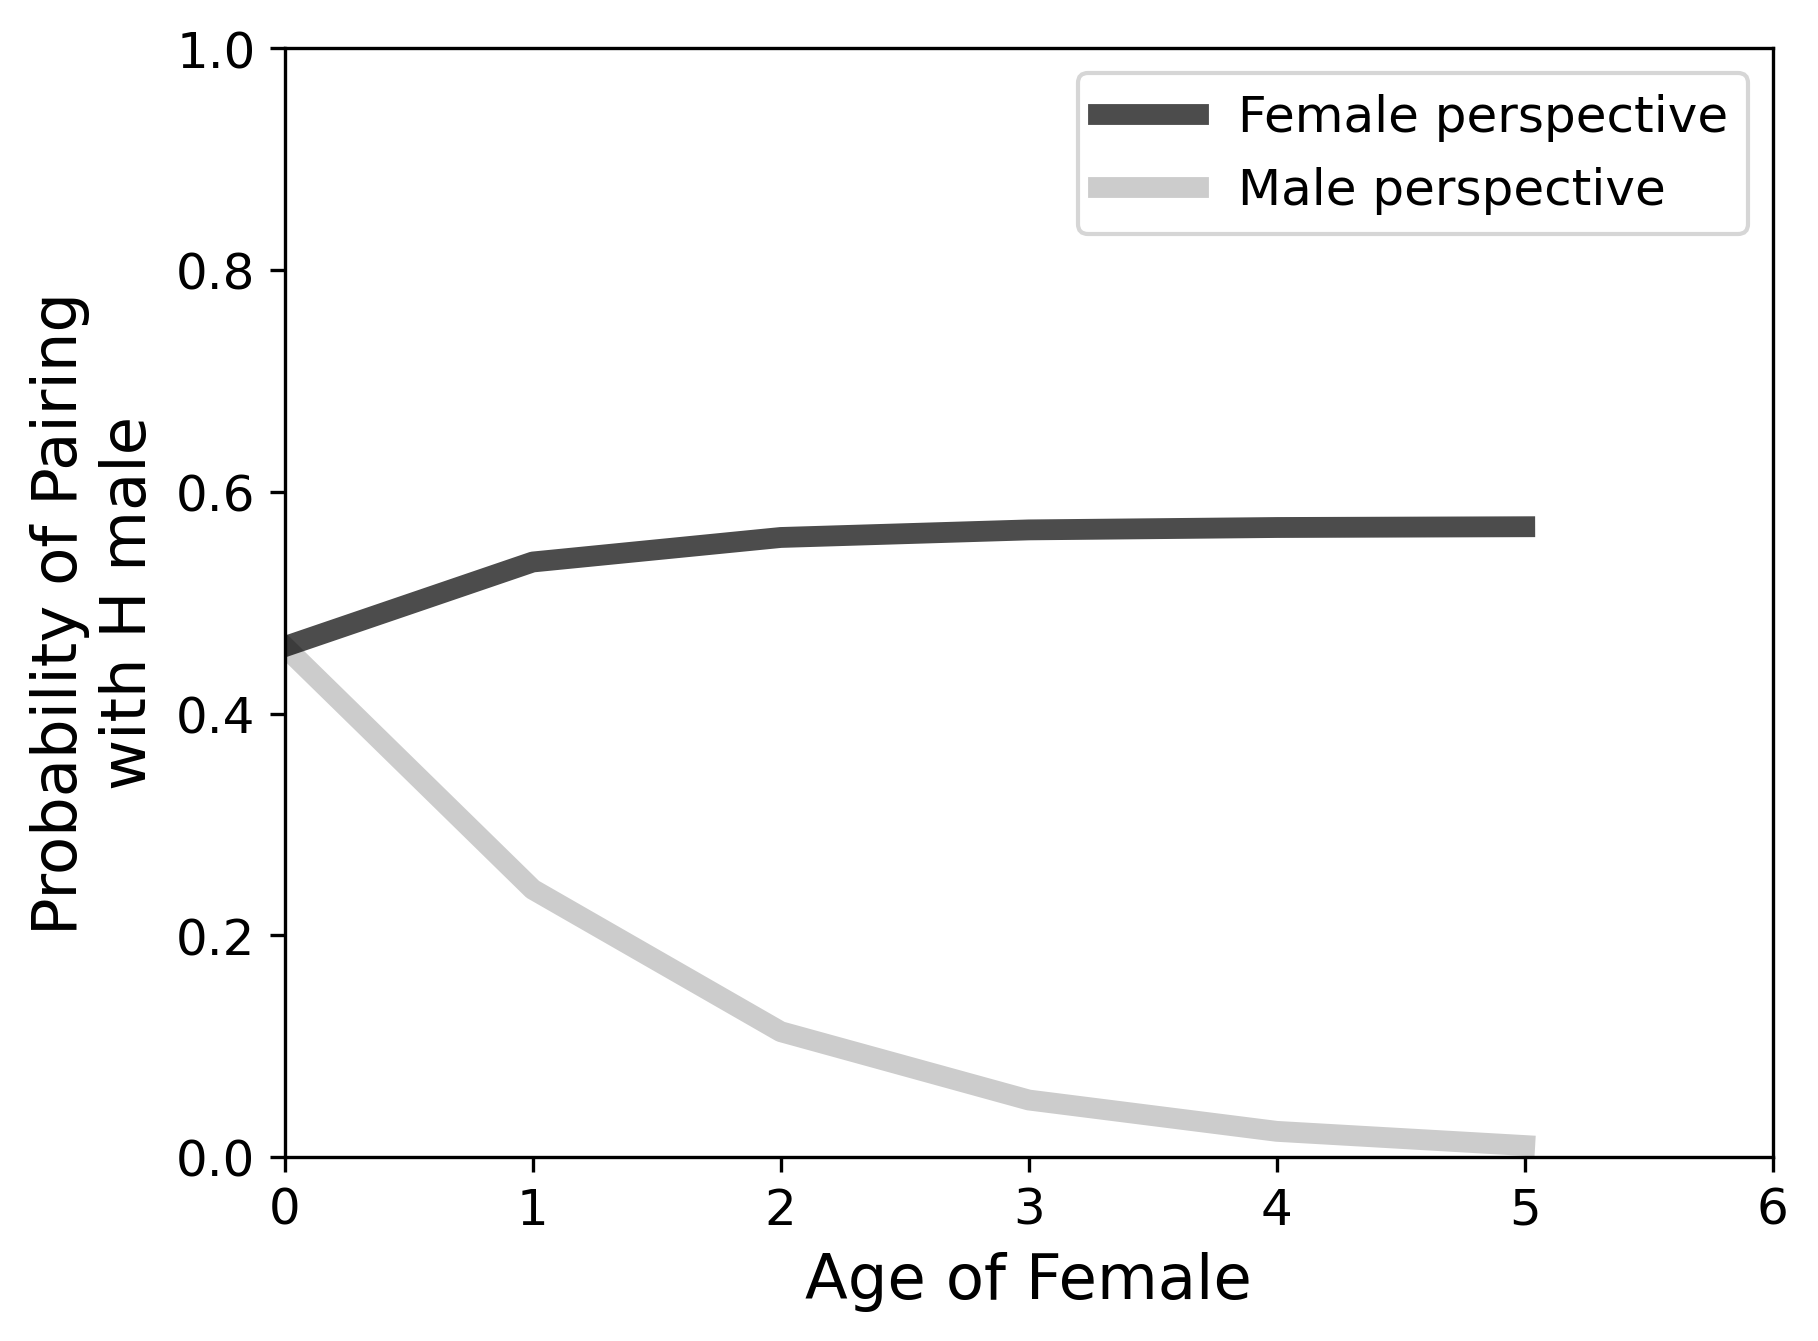 1.0
0.8
0.6
0.4
0.2
0.0
Probability of Pairing
with H male
Female perspective
Male perspective
0 1 2 3 4 5 6
Age of Female